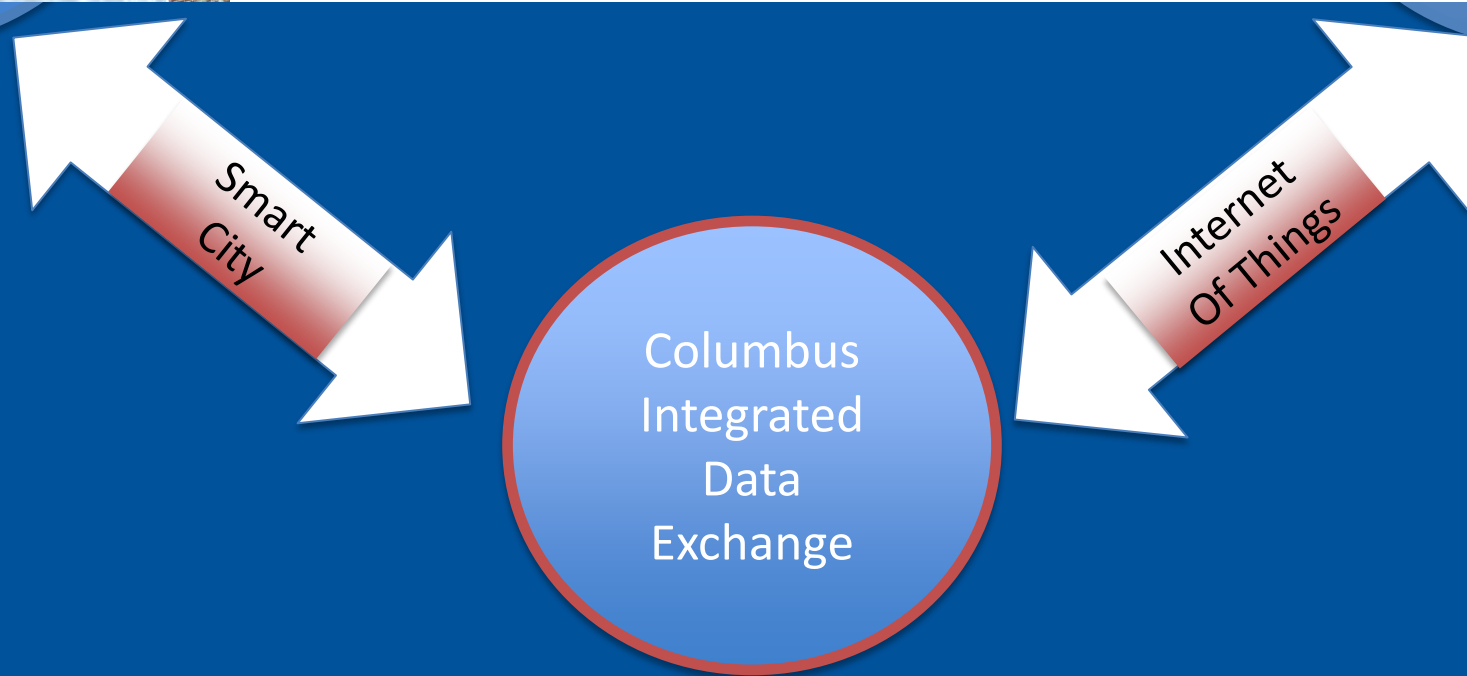 Smart
City
Internet
Of Things
Columbus
Integrated
Data
Exchange